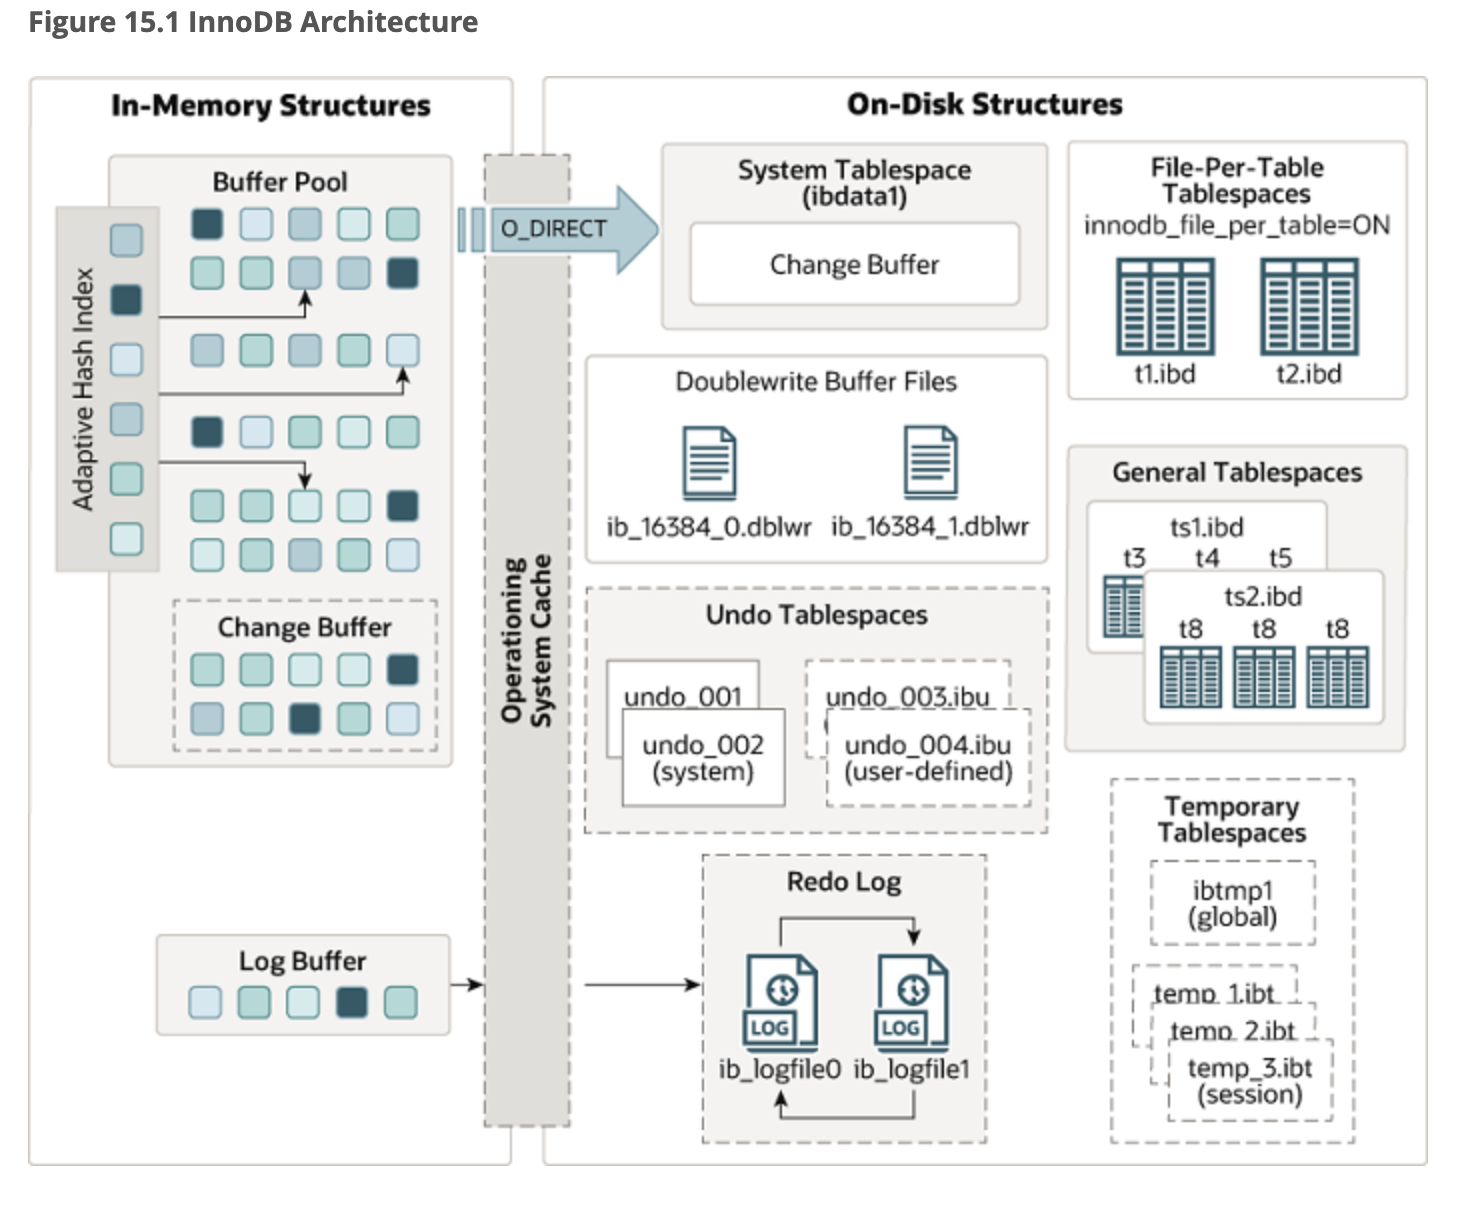 Figure 15.1 InnoDB Architecture
In-Memory Structures
Buffer Pool
Adaptive Hash Index
Change Buffer
Log Buffer
Operationing
System Cache
O_DIRECT
On-Disk Structures
System Tablespace
(ibdata1)
Change Buffer
Doublewrite Buffer Files
ib_16384_0.dblwr
ib_16384_1.dblwr
Undo Tablespaces
undo_001
undo_002
(system)
undo_003.ibu
undo_004.ibu
(user-defined)
Redo Log
LOG
LOG
ib_logfile0
ib_logfile1
File-Per-Table
Tablespaces
innodb_file_per_table=ON
t1.ibd
t2.ibd
General Tablespaces
ts1.ibd
t3 t4 t5
ts2.ibd
t8 t8 t8
Temporary
Tablespaces
ibtmp1
(global)
temp_1.ibt
temp_2.ibt
temp_3.ibt
(session)